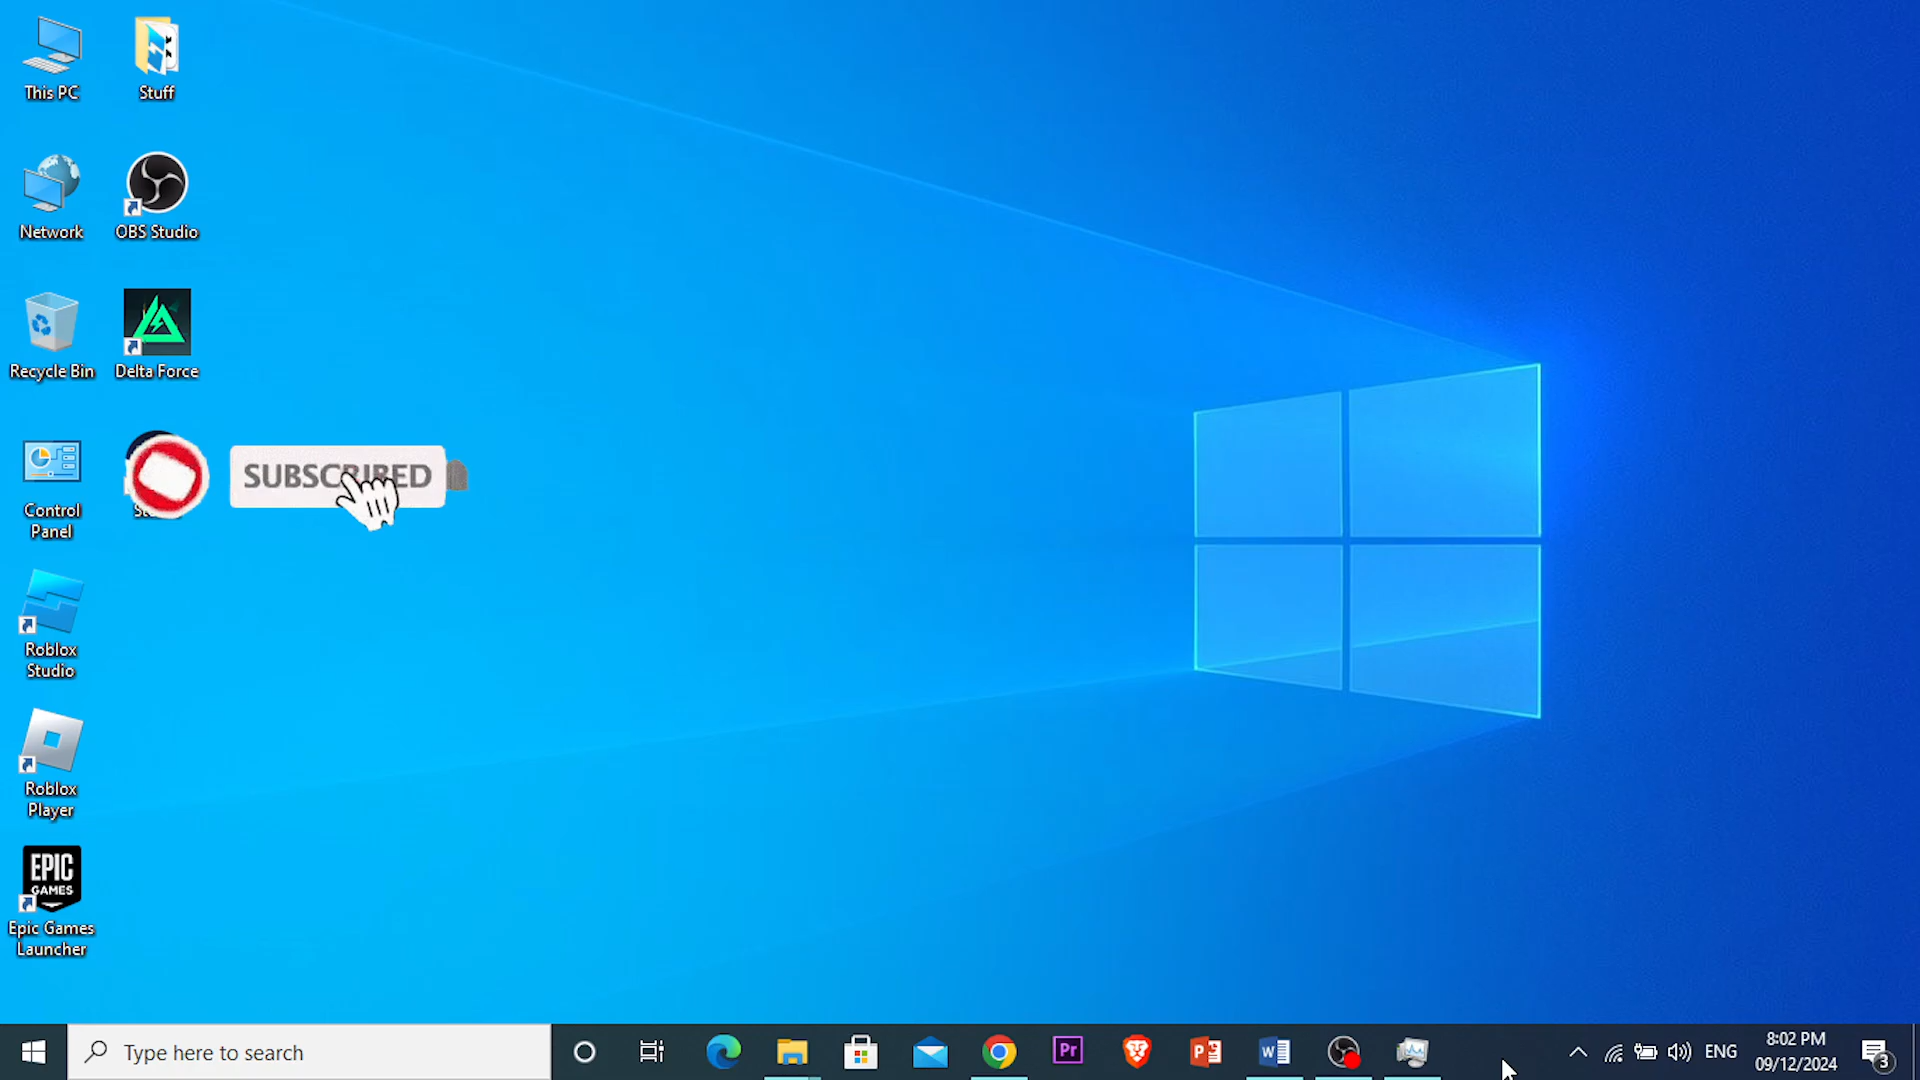 This PC
Stuff
Network
OBS Studio
Recycle Bin
Delta Force
Control
Panel
SUBSCRIBED
Roblox
Studio
Roblox
Player
EPIC
GAMES
Epic Games
Launcher
Type here to search
Pr
ENG
8:02 PM
09/12/2024
3